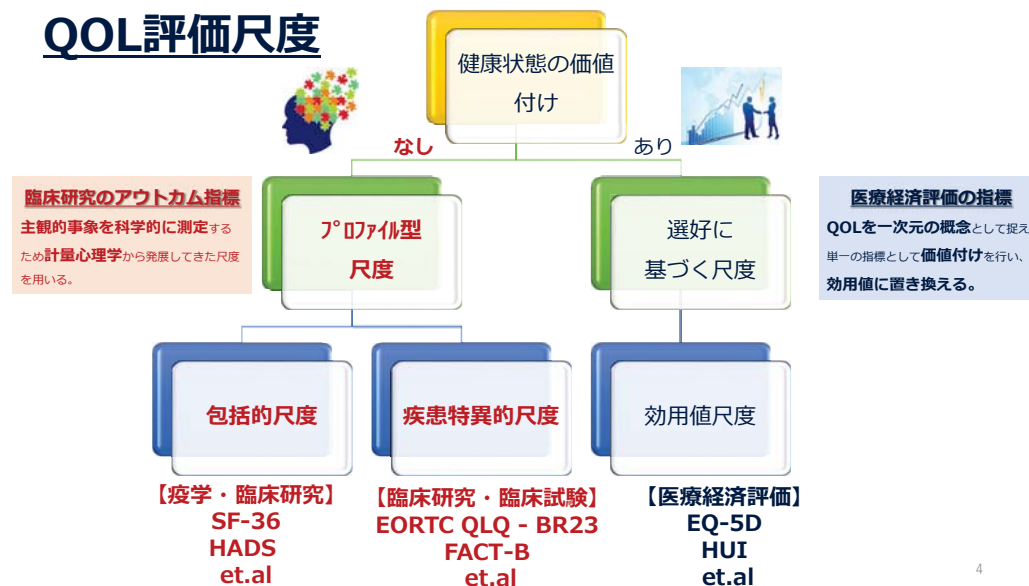 QOL評価尺度
健康状態の価値
付け
なし
あり
臨床研究のアウトカム指標
主観的事象を科学的に測定する
ため計量心理学から発展してきた尺度
を用いる。
プロファイル型
尺度
選好に
基づく尺度
医療経済評価の指標
QOLを一次元の概念として捉え
単一の指標として価値付けを行い、
効用値に置き換える。
包括的尺度
疾患特異的尺度
効用値尺度
【疫学・臨床研究】
SF-36
HADS
et.al
【臨床研究・臨床試験】
EORTC QLQ - BR23
FACT-B
et.al
【医療経済評価】
EQ-5D
HUI
et.al
4